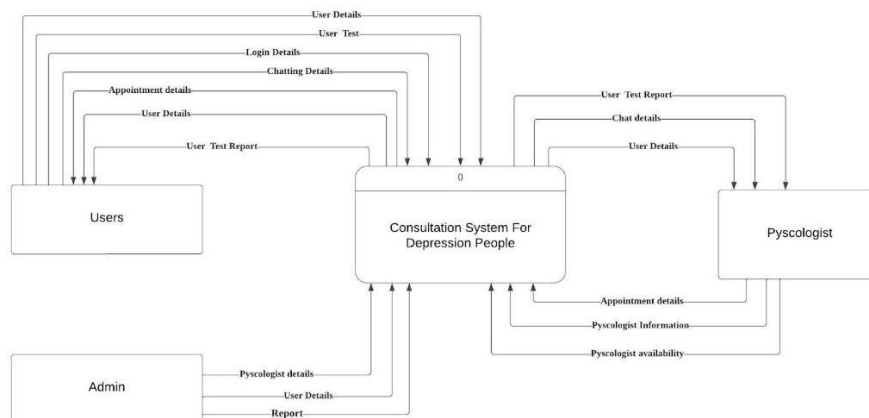 User Details
User Test
Login Details
Chatting Details
Appointment details
User Details
User Test Report
User Test Report
Chat details
User Details
0
Users
Consultation System For
Depression People
Pyscologist
Appointment details
Pyscologist Information
Pyscologist availability
Admin
Pyscologist details
User Details
Report